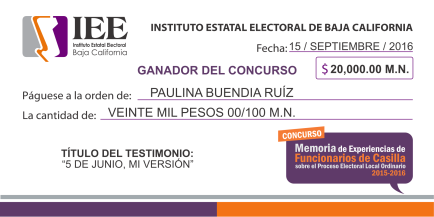 IEE
Instituto Estatal Electoral
Baja California
INSTITUTO ESTATAL ELECTORAL DE BAJA CALIFORNIA
Fecha: 15 / SEPTIEMBRE / 2016
GANADOR DEL CONCURSO
$ 20,000.00 M.N.
Páguese a la orden de: PAULINA BUENDIA RUÍZ
La cantidad de: VEINTE MIL PESOS 00/100 M.N.
TÍTULO DEL TESTIMONIO:
“5 DE JUNIO, MI VERSIÓN”
CONCURSO
Memoria de Experiencias de
Funcionarios de Casilla
sobre el Proceso Electoral Local Ordinario
2015-2016